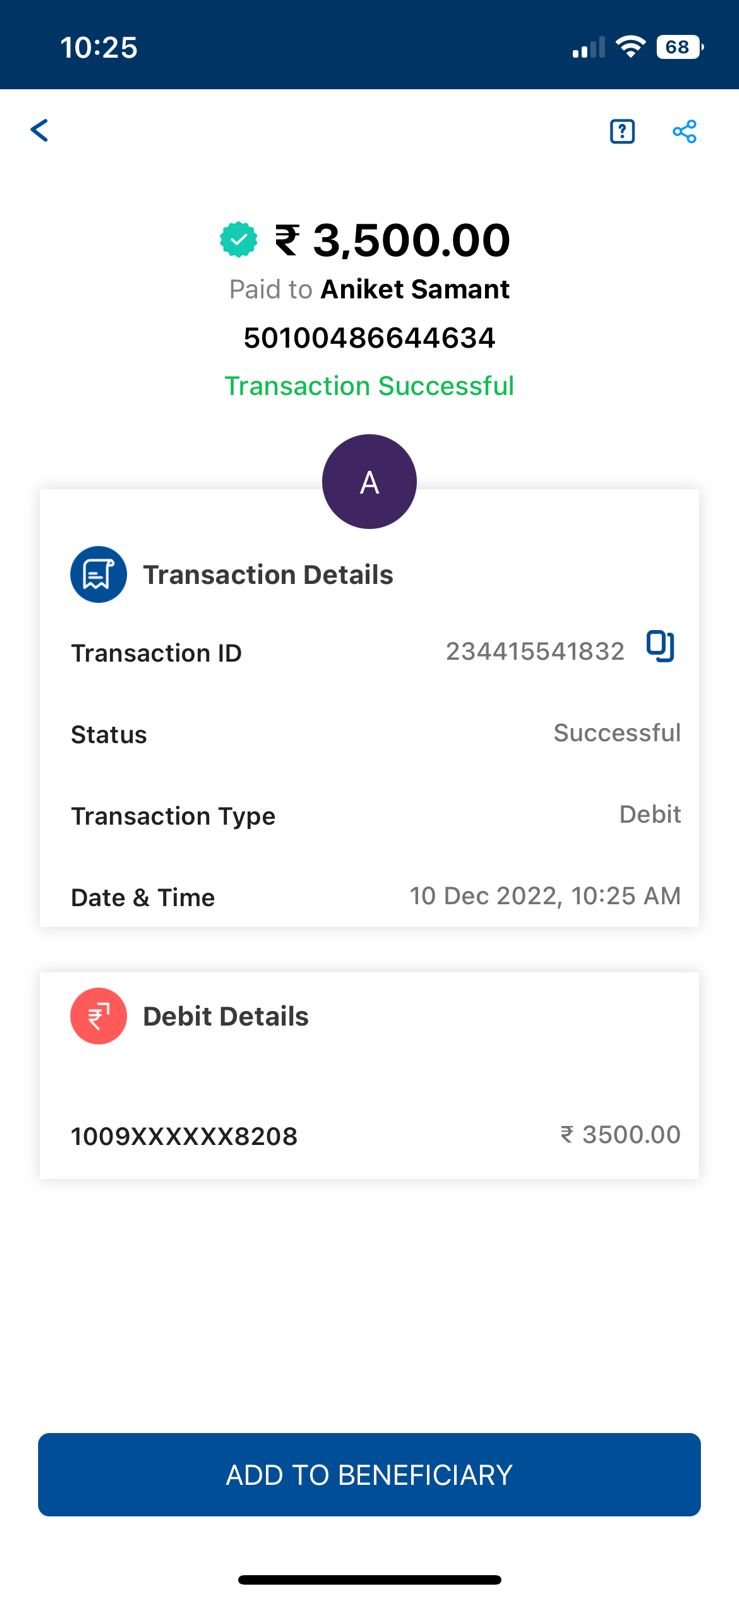 10:25
68
₹ 3,500.00
Paid to Aniket Samant
50100486644634
Transaction Successful
A
Transaction Details
Transaction ID 234415541832
Status Successful
Transaction Type Debit
Date & Time 10 Dec 2022, 10:25 AM
Debit Details
1009XXXXXX8208 ₹ 3500.00
ADD TO BENEFICIARY